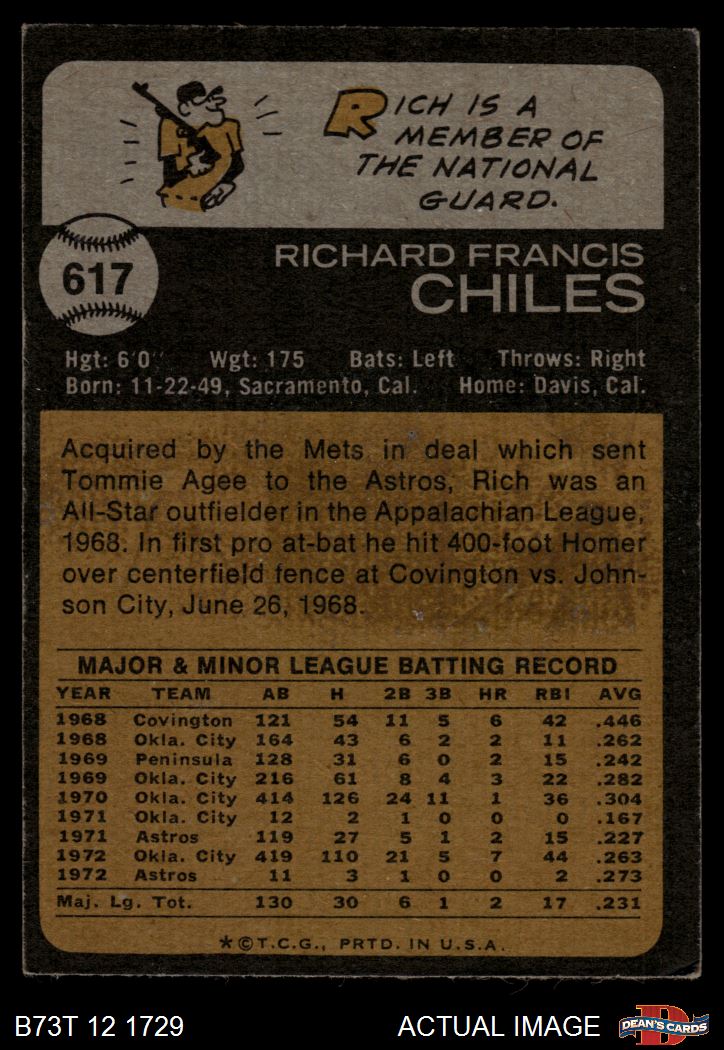 RICH IS A
MEMBER OF
THE NATIONAL
GUARD.
617
RICHARD FRANCIS
CHILES
Hgt: 6'0" Wgt: 175 Bats: Left Throws: Right
Born: 11-22-49, Sacramento, Cal. Home: Davis, Cal.
Acquired by the Mets in deal which sent
Tommie Agee to the Astros, Rich was an
All-Star outfielder in the Appalachian League,
1968. In first pro at-bat he hit 400-foot Homer
over centerfield fence at Covington vs. John-
son City, June 26, 1968.
MAJOR & MINOR LEAGUE BATTING RECORD
YEAR TEAM AB H 2B 3B HR RBI AVG
1968 Covington 121 54 11 5 6 42 .446
1968 Okla. City 164 43 6 2 2 11 .262
1969 Peninsula 128 31 6 0 2 15 .242
1969 Okla. City 216 61 8 4 3 22 .282
1970 Okla. City 414 126 24 11 1 36 .304
1971 Okla. City 12 2 1 0 0 0 .167
1971 Astros 119 27 5 1 2 15 .227
1972 Okla. City 419 110 21 5 7 44 .263
1972 Astros 11 3 1 0 0 2 .273
Maj. Lg. Tot. 130 30 6 1 2 17 .231
*©T.C.G., PRTD. IN U.S.A.
B73T 12 1729 ACTUAL IMAGE D DEAN'S CARDS